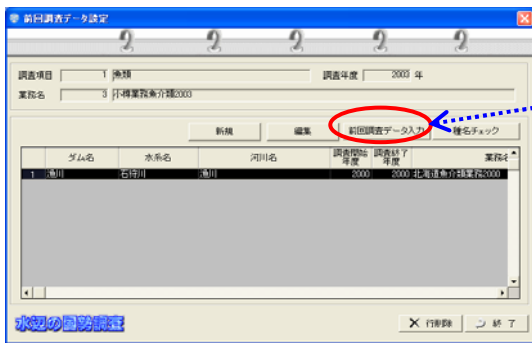 前回調査データ設定
調査項目 1 魚類 調査年度 2003 年
業務名 3 小樽業務魚介類2003
新規 編集 前回調査データ入力 種名チェック
ダム名 水系名 河川名 調査開始年度 調査終了年度 業務名
1 漁川 石狩川 漁川 2000 2000 北海道魚介類業務2000
水辺の国勢調査
行削除 終了